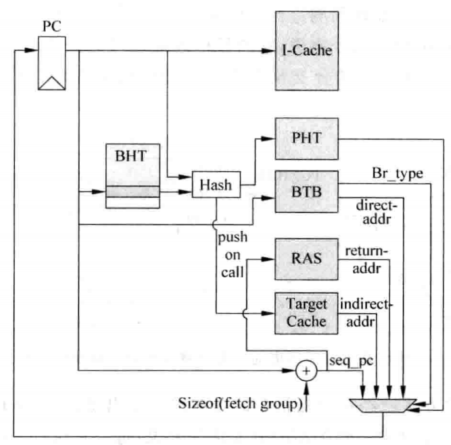 PC
I-Cache
PHT
BHT
Hash
Br_type
BTB
direct-
addr
push
on
call
RAS
return-
addr
Target
Cache
indirect-
addr
seq_pc
+
Sizeof(fetch group)